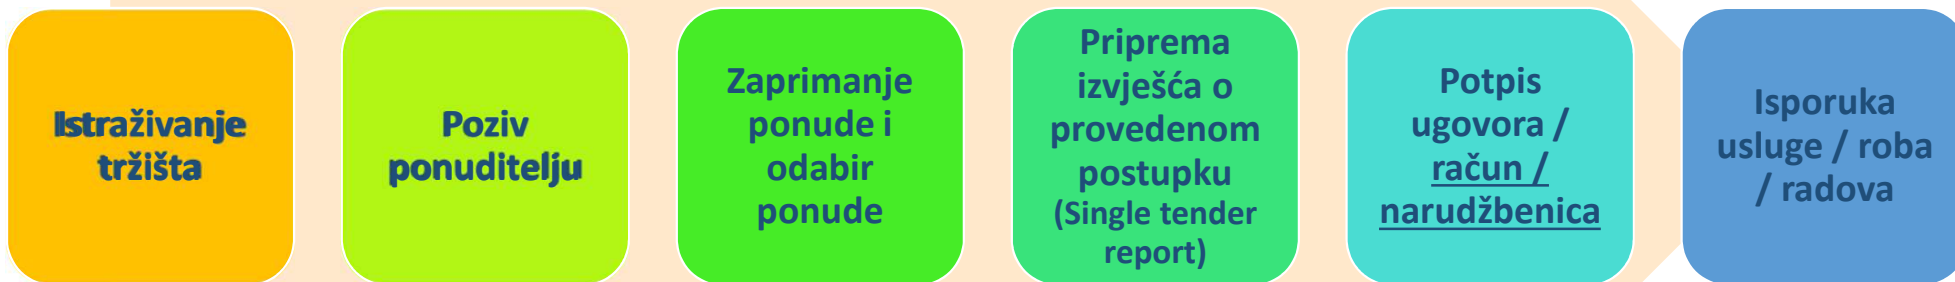 Istraživanje
tržišta
Poziv
ponuditelju
Zaprimanje
ponude i
odabir
ponude
Priprema
izvješća o
provedenom
postupku
(Single tender
report)
Potpis
ugovora /
račun /
narudžbenica
Isporuka
usluge / roba
/ radova